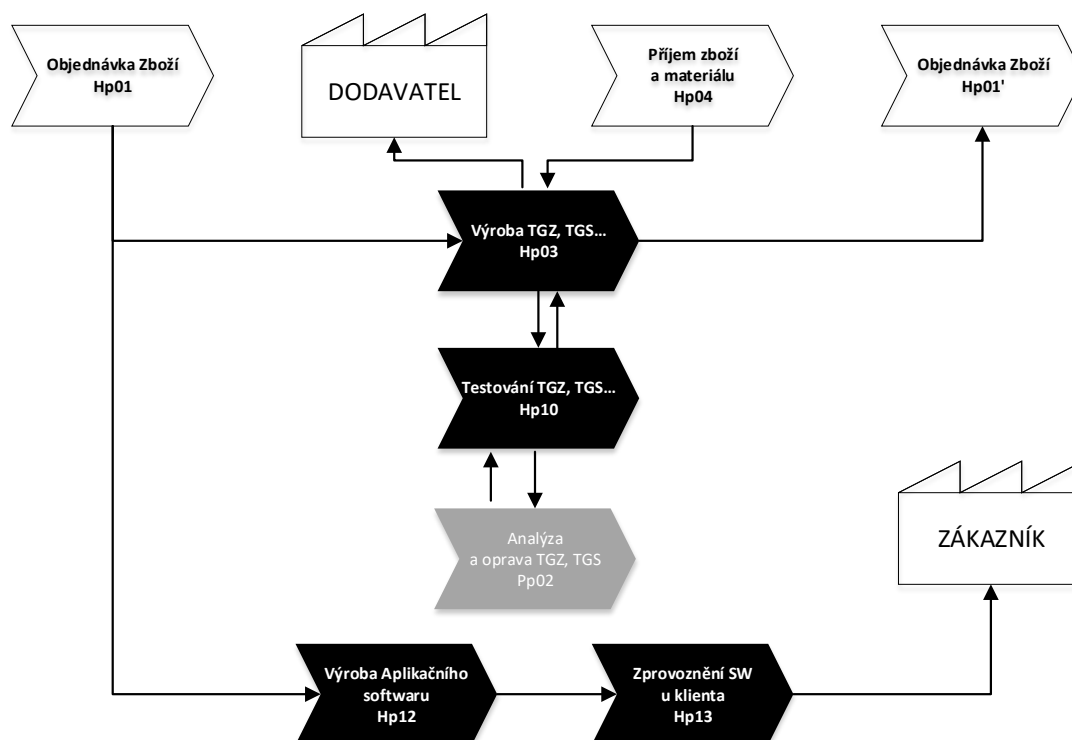 Objednávka Zboží
Hp01
DODAVATEL
Příjem zboží
a materiálu
Hp04
Objednávka Zboží
Hp01'
Výroba TGZ, TGS...
Hp03
Testování TGZ, TGS...
Hp10
Analýza
a oprava TGZ, TGS
Pp02
ZÁKAZNÍK
Výroba Aplikačního
softwaru
Hp12
Zprovoznění SW
u klienta
Hp13